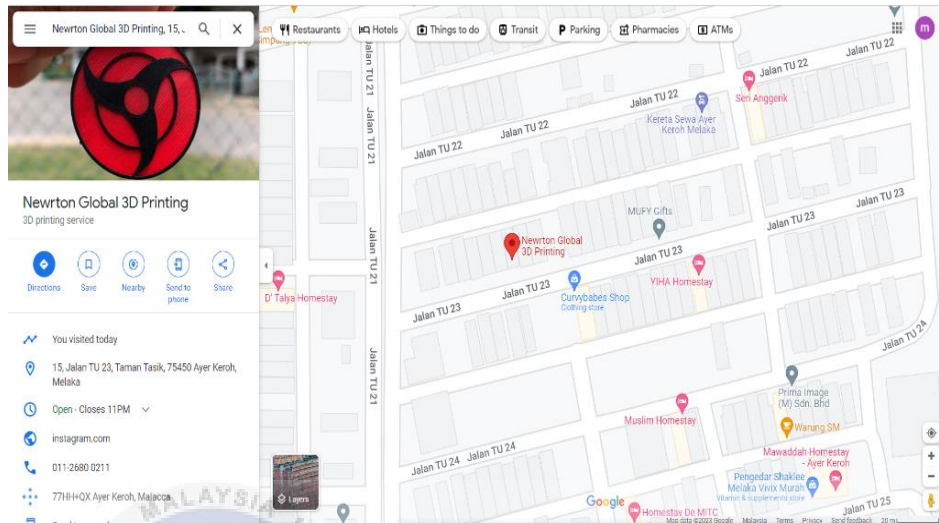 Newrton Global 3D Printing, 15,
Restaurants
Hotels
Things to do
Transit
Parking
Pharmacies
ATMs
m
Newrton Global 3D Printing
3D printing service
Directions
Save
Nearby
Send to
phone
Share
You visited today
15, Jalan TU 23, Taman Tasik, 75450 Ayer Keroh,
Melaka
Open · Closes 11PM
instagram.com
011-2680 0211
77HH+QX Ayer Keroh, Malacca
MALAYSIA
Layers
Jalan TU 21
Jalan TU 21
Jalan TU 21
Jalan TU 21
D' Talya Homestay
Jalan TU 22
Jalan TU 22
Jalan TU 22
Jalan TU 22
Seri Anggerik
Kereta Sewa Ayer
Keroh Melaka
MUFY Gifts
Newrton Global
3D Printing
Jalan TU 23
Jalan TU 23
Jalan TU 23
Jalan TU 23
Jalan TU 23
Curvybabes Shop
Clothing store
YIHA Homestay
Jalan TU 24
Prima Image
(M) Sdn. Bhd
Muslim Homestay
Warung SM
Jalan TU 24
Jalan TU 24
Mawaddah Homestay
- Ayer Keroh
Pengedar Shaklee
Melaka Vivix Murah
Vitamin & supplements store
Jalan TU 25
Google
Homestay De MITC
Map data ©2023 Google
Malaysia
Terms
Privacy
Send feedback
20 m